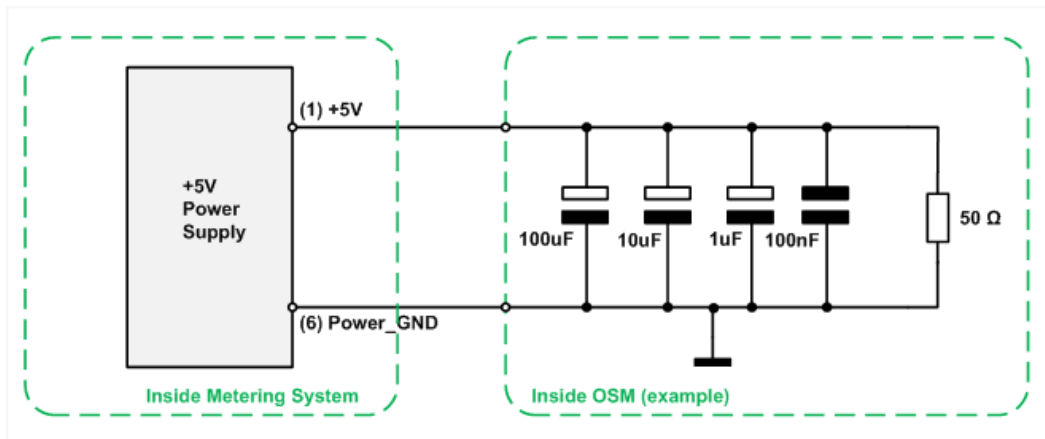 (1) +5V
+5V
Power
Supply
100uF
10uF
1uF
100nF
50 Ω
(6) Power_GND
Inside Metering System
Inside OSM (example)